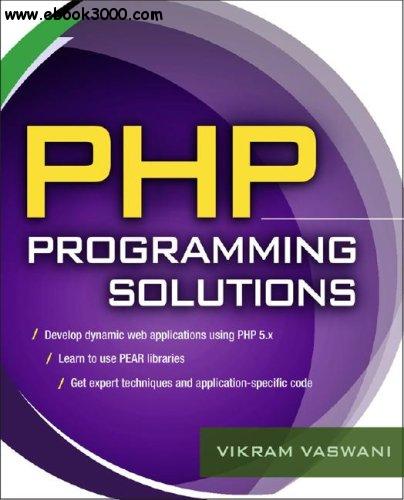 www.ebook3000.com
PHP
PROGRAMMING
SOLUTIONS
/ Develop dynamic web applications using PHP 5.x
/ Learn to use PEAR libraries
/ Get expert techniques and application-specific code
VIKRAM VASWANI